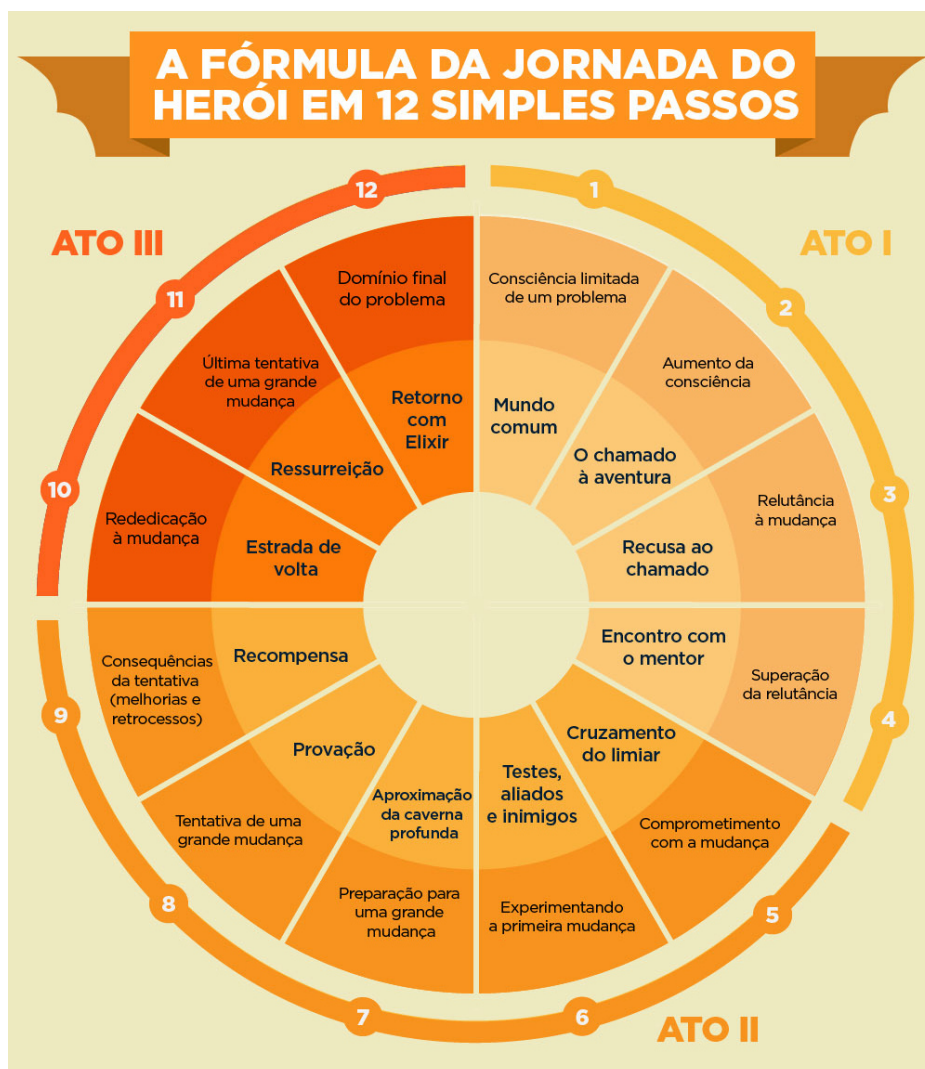 A FÓRMULA DA JORNADA DO
HERÓI EM 12 SIMPLES PASSOS
ATO I
1
Consciência limitada
de um problema
Mundo
comum
2
Aumento da
consciência
O chamado
à aventura
3
Relutância
à mudança
Recusa ao
chamado
4
Superação
da relutância
Encontro com
o mentor
ATO II
5
Comprometimento
com a mudança
Cruzamento
do limiar
6
Experimentando
a primeira mudança
Testes,
aliados
e inimigos
7
Preparação para
uma grande
mudança
Aproximação
da caverna
profunda
8
Tentativa de uma
grande mudança
Provação
9
Consequências
da tentativa
(melhorias e
retrocessos)
Recompensa
ATO III
10
Rededicação
à mudança
Estrada de
volta
11
Última tentativa
de uma grande
mudança
Ressurreição
12
Domínio final
do problema
Retorno
com
Elixir